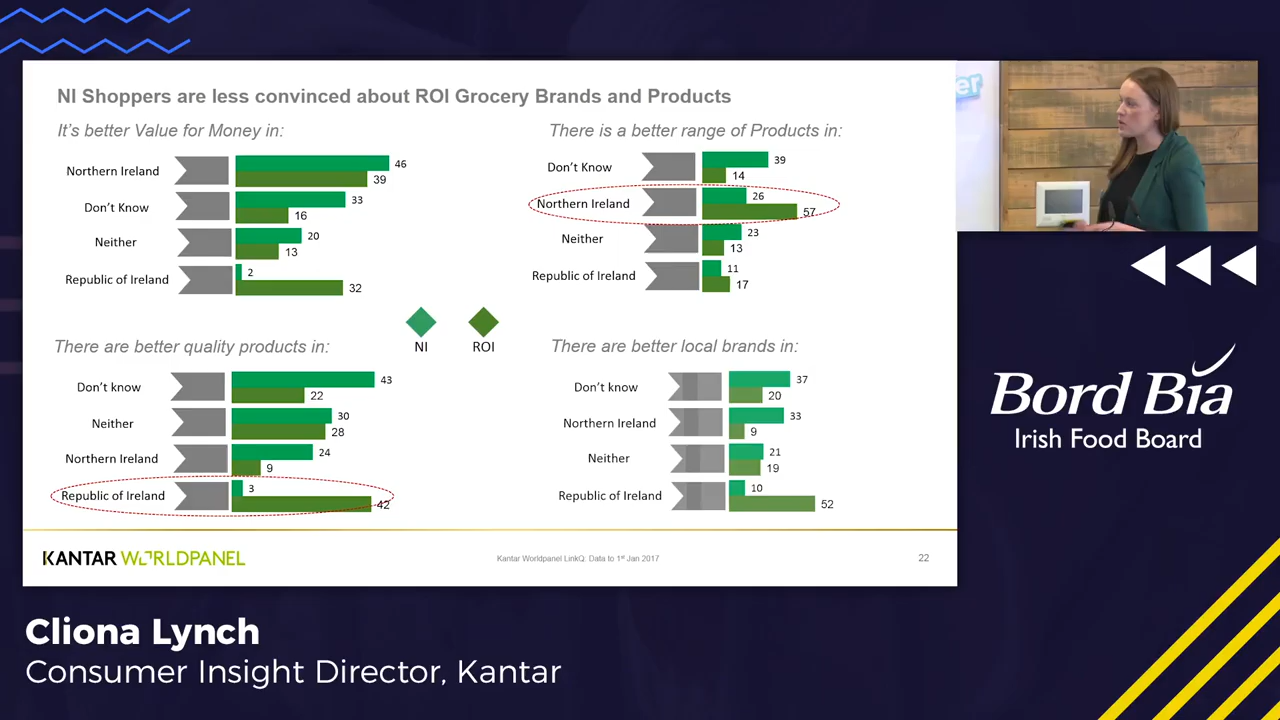 NI Shoppers are less convinced about ROI Grocery Brands and Products
It's better Value for Money in:
Northern Ireland 46 39
Don't Know 33 16
Neither 20 13
Republic of Ireland 2 32
There is a better range of Products in:
Don't Know 39 14
Northern Ireland 26 57
Neither 23 13
Republic of Ireland 11 17
NI ROI
There are better quality products in:
Don't know 43 22
Neither 30 28
Northern Ireland 24 9
Republic of Ireland 3 42
There are better local brands in:
Don't know 37 20
Northern Ireland 33 9
Neither 21 19
Republic of Ireland 10 52
KANTAR WORLDPANEL
Kantar Worldpanel LinkQ: Data to 1st Jan 2017
22
er
Bord Bia
Irish Food Board
Cliona Lynch
Consumer Insight Director, Kantar